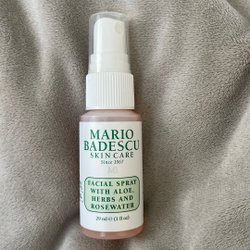 MARIO
BADESCU
SKIN CARE
Since 1967
FACIAL SPRAY
WITH ALOE,
HERBS AND
ROSEWATER
29 ml e (1 fl oz)